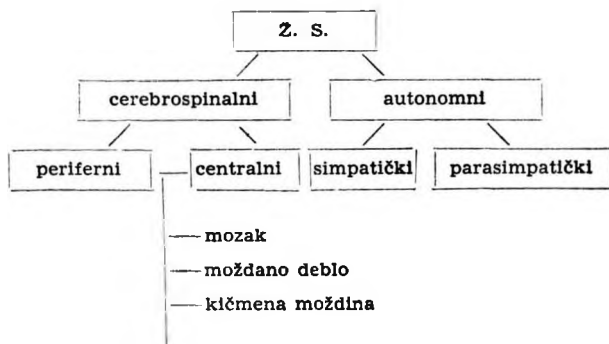 Ž. S.
cerebrospinalni autonomni
periferni centralni simpatički parasimpatički
mozak
moždano deblo
kičmena moždina